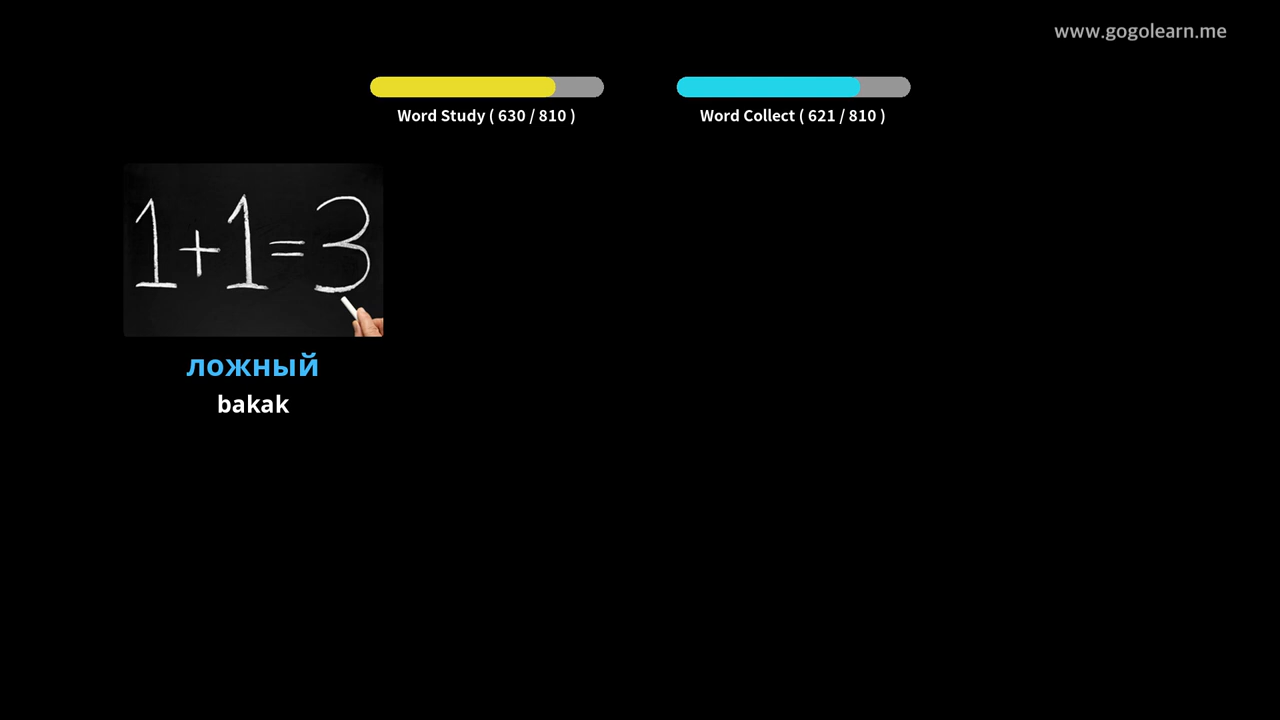 www.gogolearn.me
Word Study ( 630 / 810 )
Word Collect ( 621 / 810 )
1+1=3
ложный
bakak